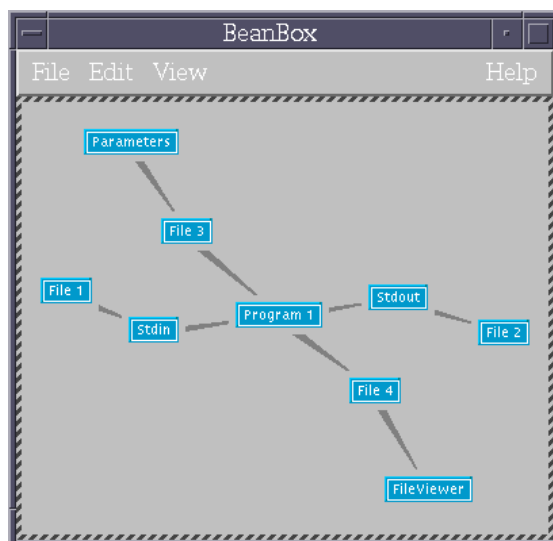 BeanBox
File Edit View Help
Parameters
File 3
File 1
Stdin
Program 1
Stdout
File 2
File 4
FileViewer